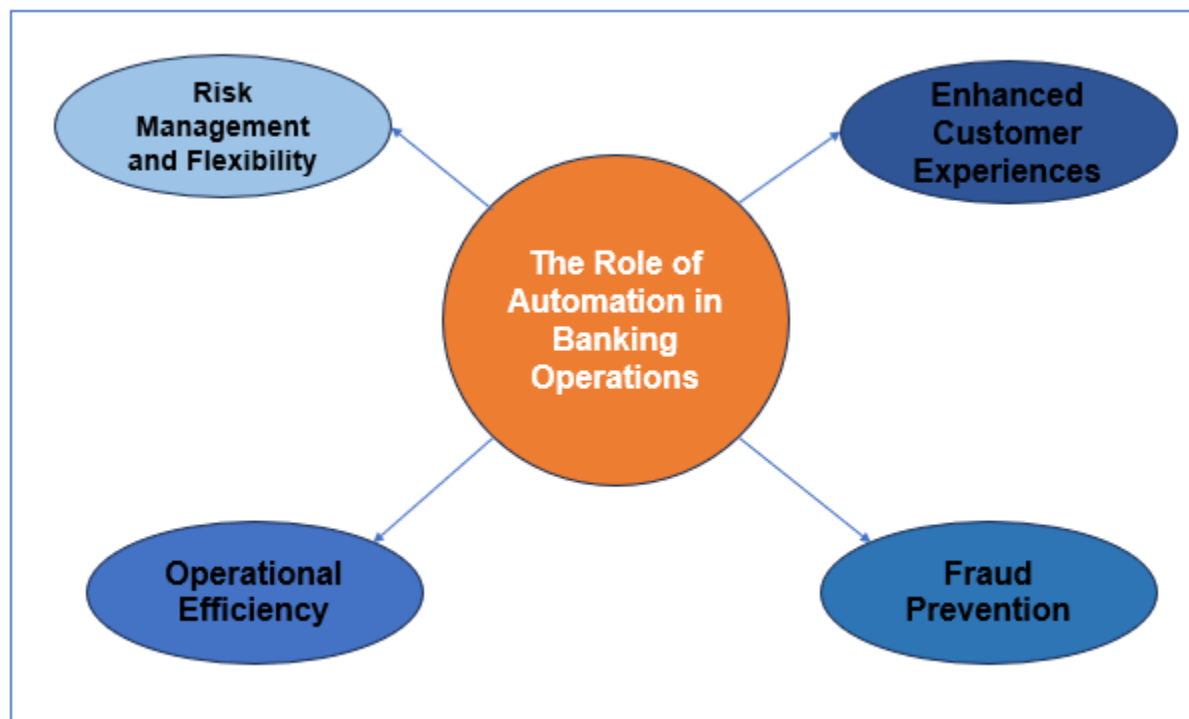 Risk
Management
and Flexibility
Enhanced
Customer
Experiences
The Role of
Automation in
Banking
Operations
Operational
Efficiency
Fraud
Prevention